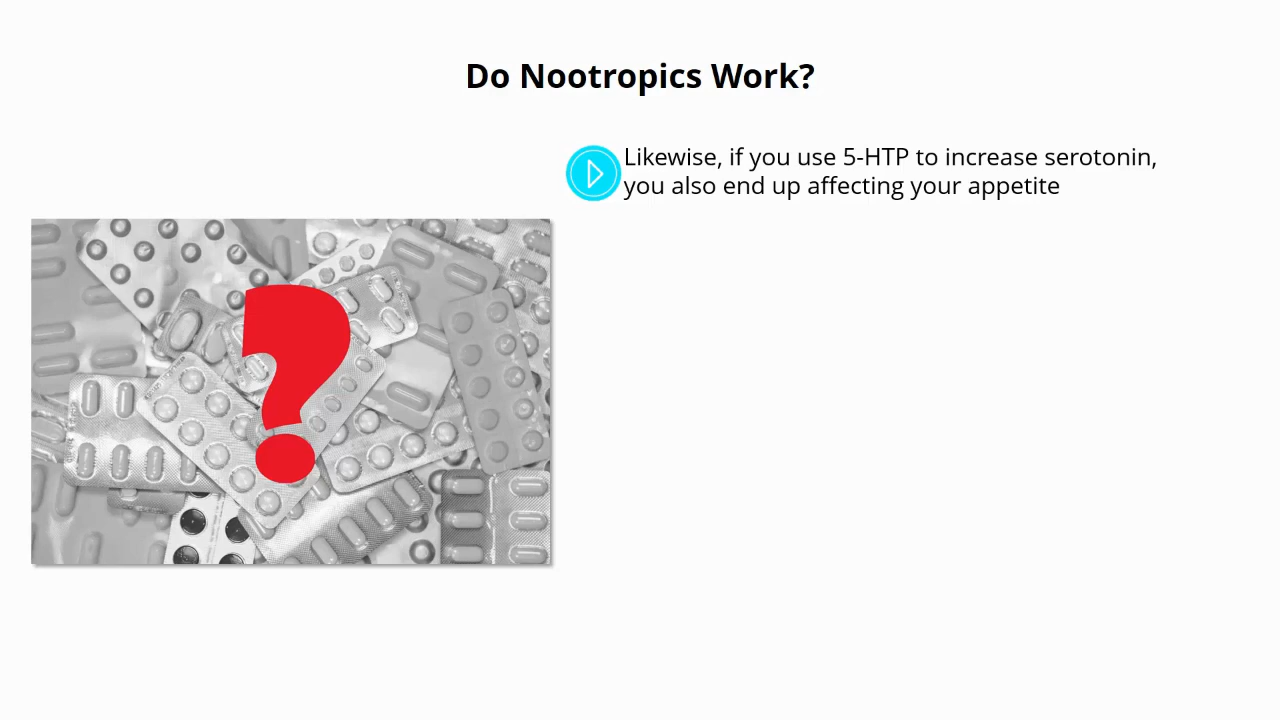 Do Nootropics Work?
Likewise, if you use 5-HTP to increase serotonin,
you also end up affecting your appetite